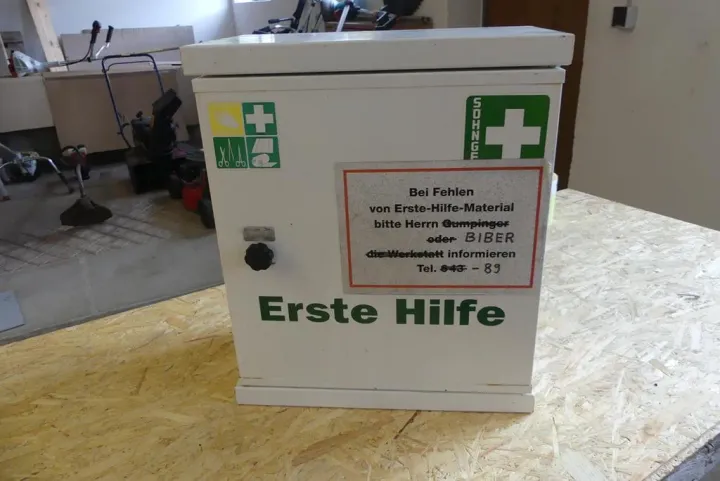 SÖHNGE
Bei Fehlen
von Erste-Hilfe-Material
bitte Herrn Gumpinger
oder BIBER
die Werkstatt informieren
Tel. 843 - 89
Erste Hilfe